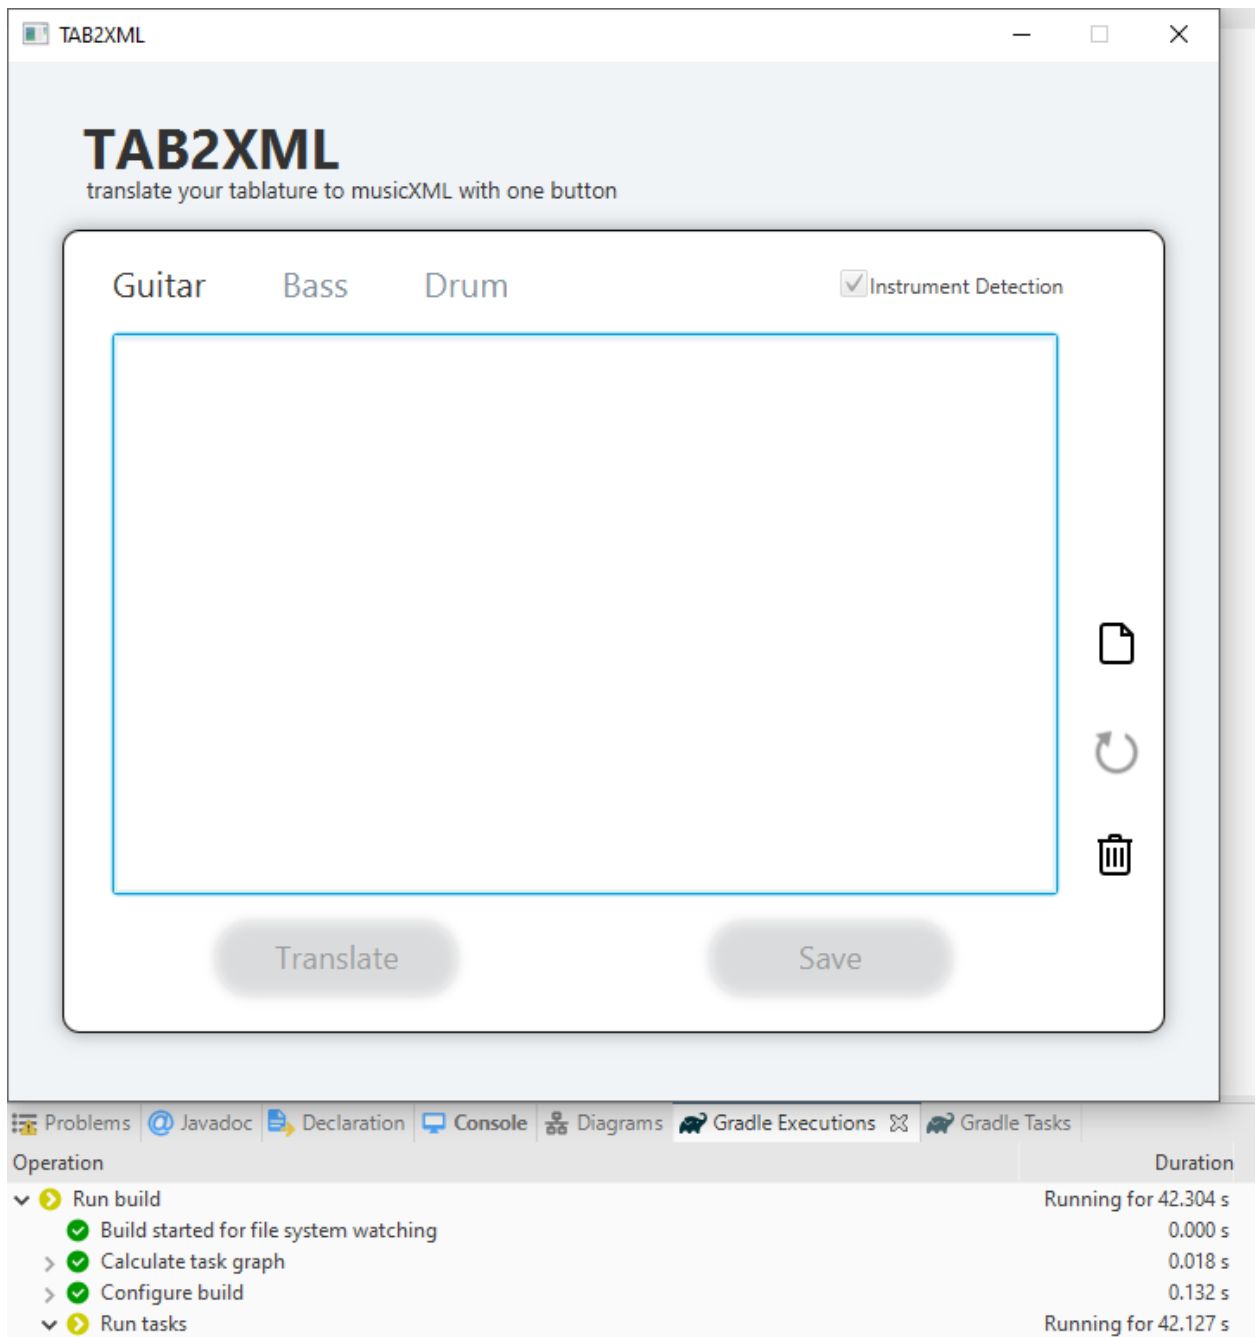 TAB2XML
TAB2XML
translate your tablature to musicXML with one button
Guitar Bass Drum Instrument Detection
Translate Save
Problems @ Javadoc Declaration Console Diagrams Gradle Executions Gradle Tasks
Operation Duration
Run build Running for 42.304 s
Build started for file system watching 0.000 s
Calculate task graph 0.018 s
Configure build 0.132 s
Run tasks Running for 42.127 s